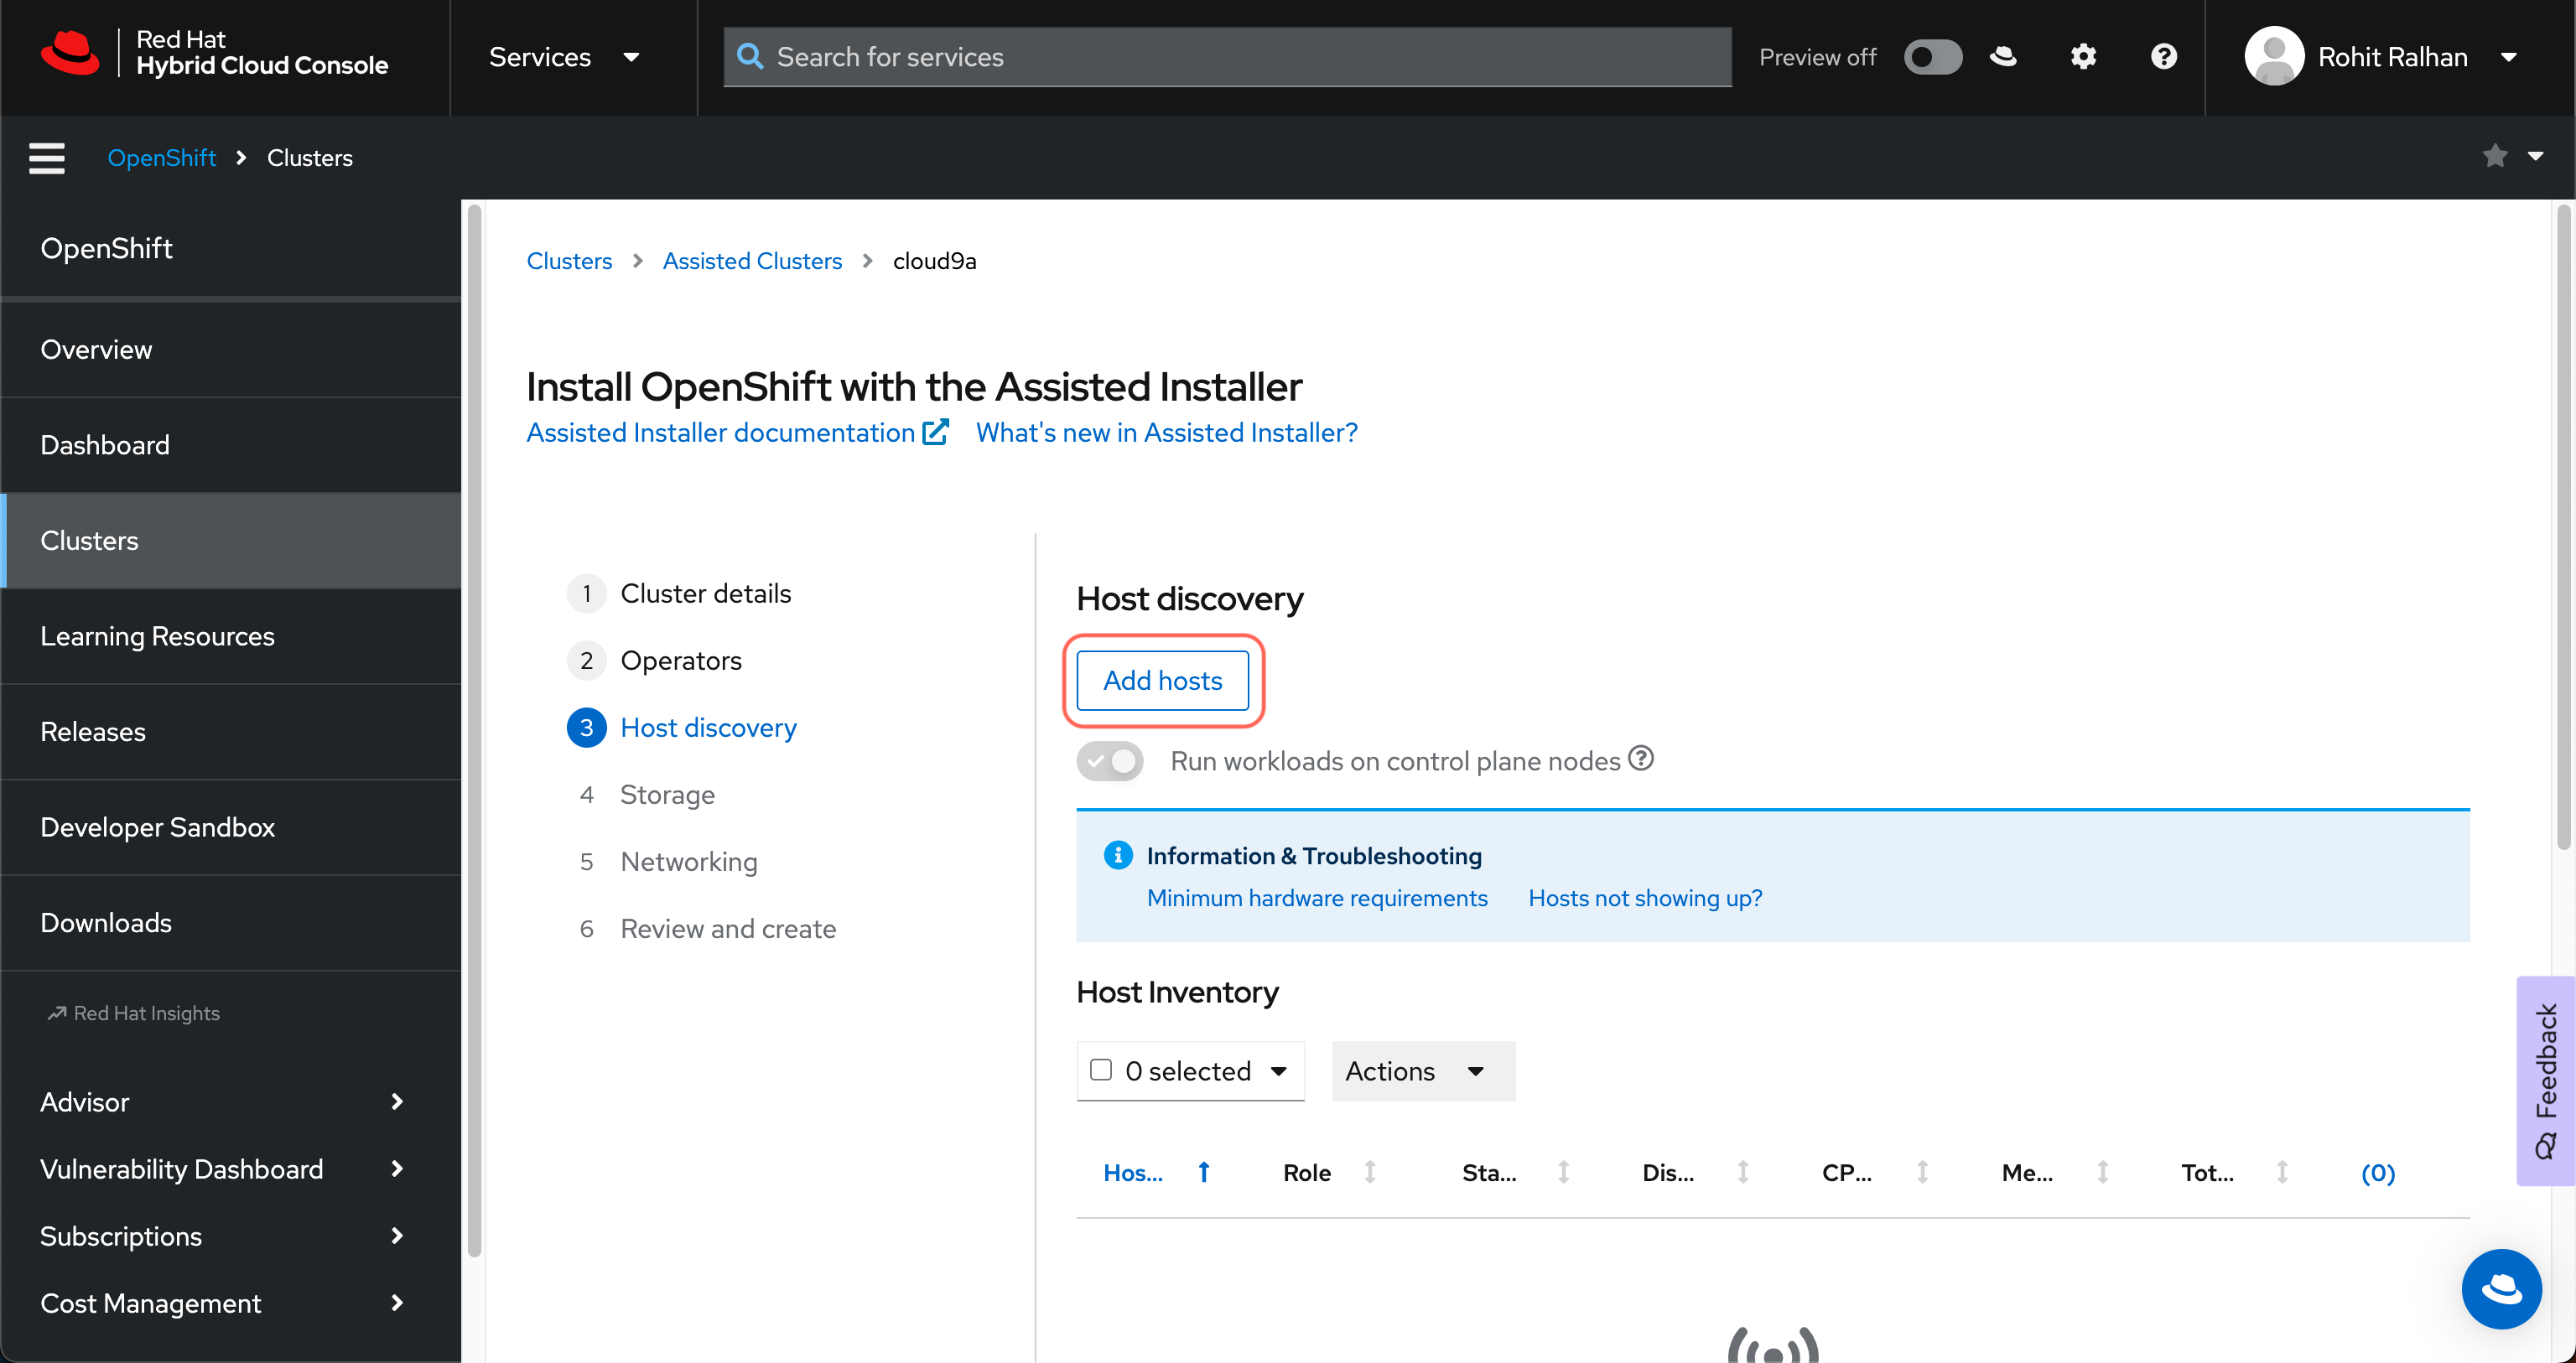 Red Hat
Hybrid Cloud Console
Services
Search for services
Preview off
Rohit Ralhan
OpenShift
Clusters
OpenShift
Overview
Dashboard
Clusters
Learning Resources
Releases
Developer Sandbox
Downloads
Red Hat Insights
Advisor
Vulnerability Dashboard
Subscriptions
Cost Management
Clusters
Assisted Clusters
cloud9a
Install OpenShift with the Assisted Installer
Assisted Installer documentation What's new in Assisted Installer?
1 Cluster details
2 Operators
3 Host discovery
4 Storage
5 Networking
6 Review and create
Host discovery
Add hosts
Run workloads on control plane nodes
Information & Troubleshooting
Minimum hardware requirements Hosts not showing up?
Host Inventory
0 selected Actions
Hos... Role Sta... Dis... CP... Me... Tot... (0)
Feedback